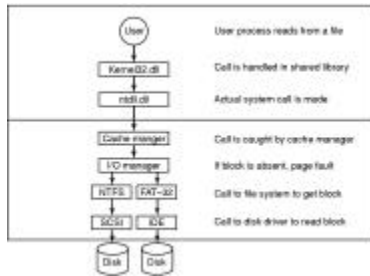 User
User process reads from a file
Kernel32.dll
Call is handled in shared library
ntdll.dll
Actual system call is made
Cache manger
Call is caught by cache manager
I/O manager
If block is absent, page fault
NTFS
FAT-32
Call to file system to get block
SCSI
IDE
Call to disk driver to read block
Disk
Disk